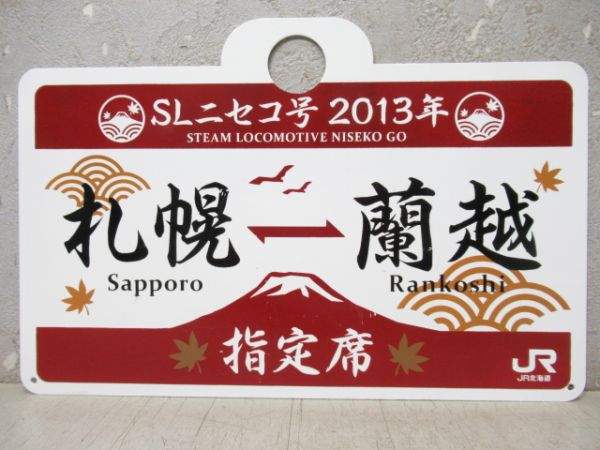 SLニセコ号 2013年
STEAM LOCOMOTIVE NISEKO GO
札幌 蘭越
Sapporo Rankoshi
指定席
JR
JR北海道